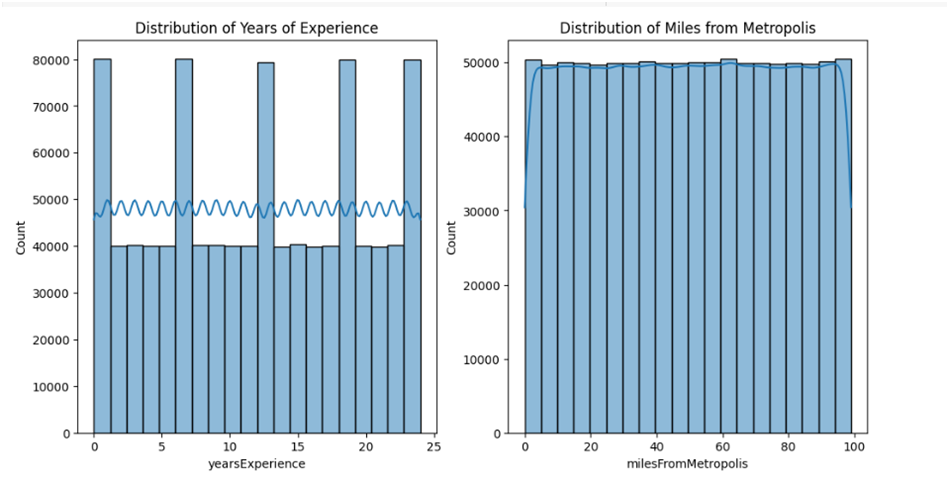 Distribution of Years of Experience
80000
70000
60000
50000
40000
30000
20000
10000
0
Count
0 5 10 15 20 25
yearsExperience
Distribution of Miles from Metropolis
50000
40000
30000
20000
10000
0
Count
0 20 40 60 80 100
milesFromMetropolis